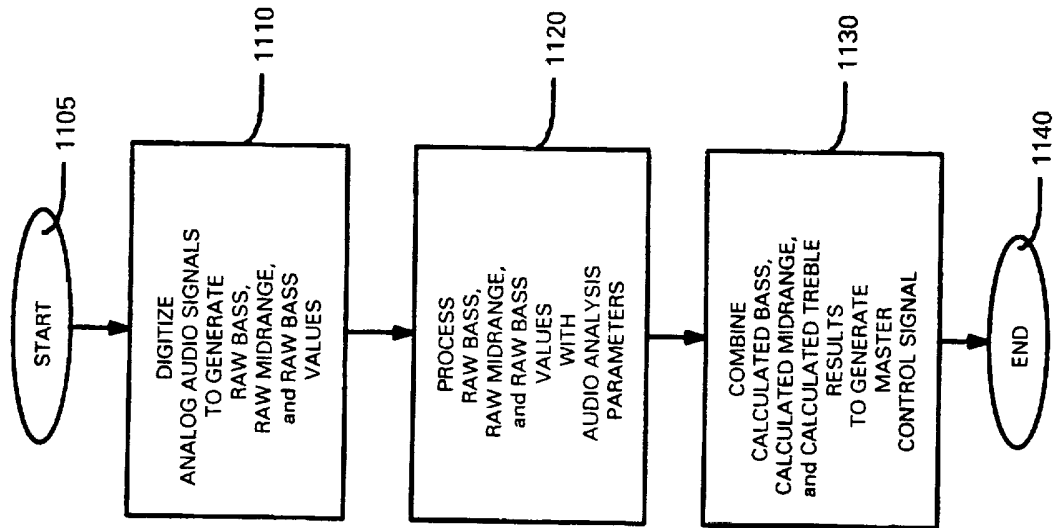 START
1105
DIGITIZE
ANALOG AUDIO SIGNALS
TO GENERATE
RAW BASS,
RAW MIDRANGE,
and RAW BASS
VALUES
1110
PROCESS
RAW BASS,
RAW MIDRANGE,
and RAW BASS
VALUES
WITH
AUDIO ANALYSIS
PARAMETERS
1120
COMBINE
CALCULATED BASS,
CALCULATED MIDRANGE,
and CALCULATED TREBLE
RESULTS
TO GENERATE
MASTER
CONTROL SIGNAL
1130
END
1140